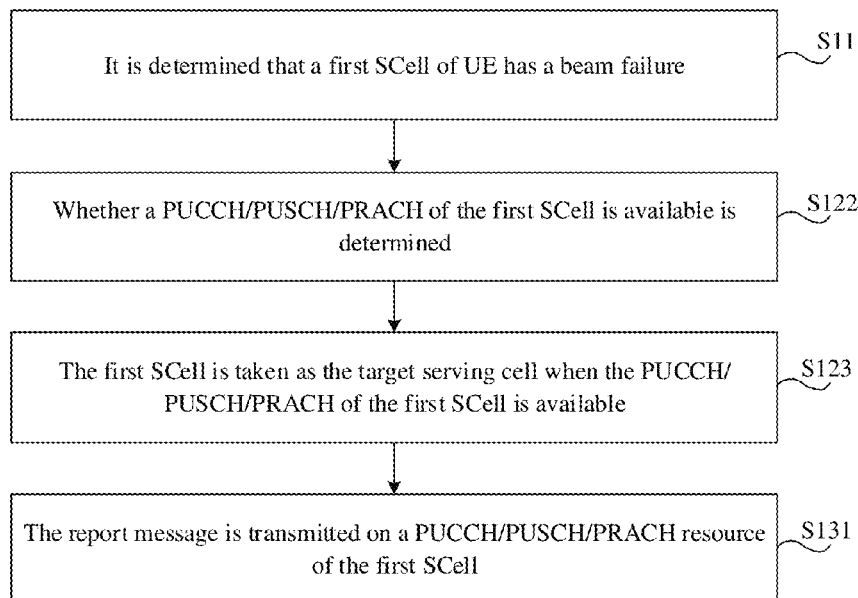 It is determined that a first SCell of UE has a beam failure
S11
Whether a PUCCH/PUSCH/PRACH of the first SCell is available is
determined
S122
The first SCell is taken as the target serving cell when the PUCCH/
PUSCH/PRACH of the first SCell is available
S123
The report message is transmitted on a PUCCH/PUSCH/PRACH resource
of the first SCell
S131